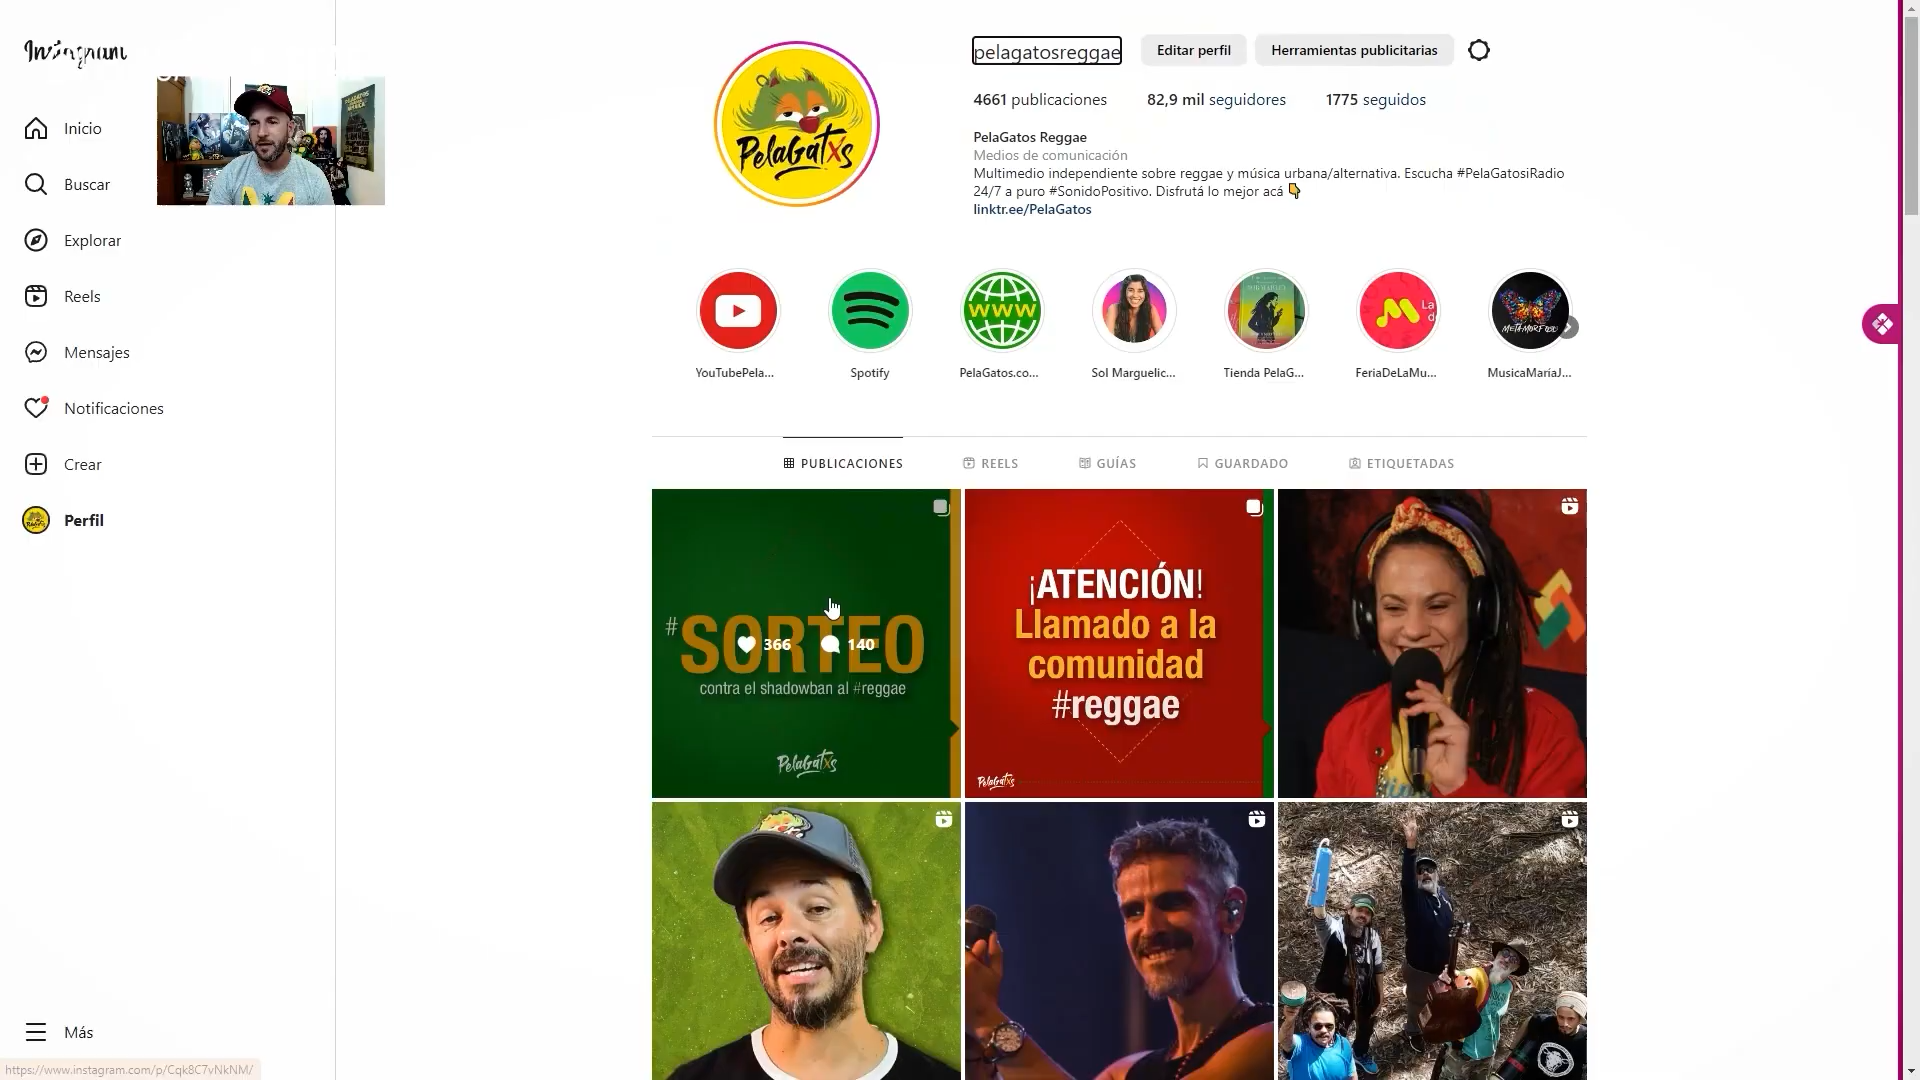 Instagram
Inicio
Buscar
Explorar
Reels
Mensajes
Notificaciones
Crear
Perfil
Más
https://www.instagram.com/p/Cqk8C7vNkNM/
PelaGatxs
pelagatosreggae
Editar perfil
Herramientas publicitarias
4661 publicaciones
82,9 mil seguidores
1775 seguidos
PelaGatos Reggae
Medios de comunicación
Multimedio independiente sobre reggae y música urbana/alternativa. Escucha #PelaGatosiRadio
24/7 a puro #SonidoPositivo. Disfrutá lo mejor acá 👇
linktr.ee/PelaGatos
WWW
YouTubePela...
Spotify
PelaGatos.co...
Sol Marguelic...
Tienda PelaG...
FeriaDeLaMu...
MusicaMaríaJ...
PUBLICACIONES
REELS
GUÍAS
GUARDADO
ETIQUETADAS
#SORTEO
366
140
contra el shadowban al #reggae
PelaGatxs
¡ATENCIÓN!
Llamado a la
comunidad
#reggae
PelaGatxs